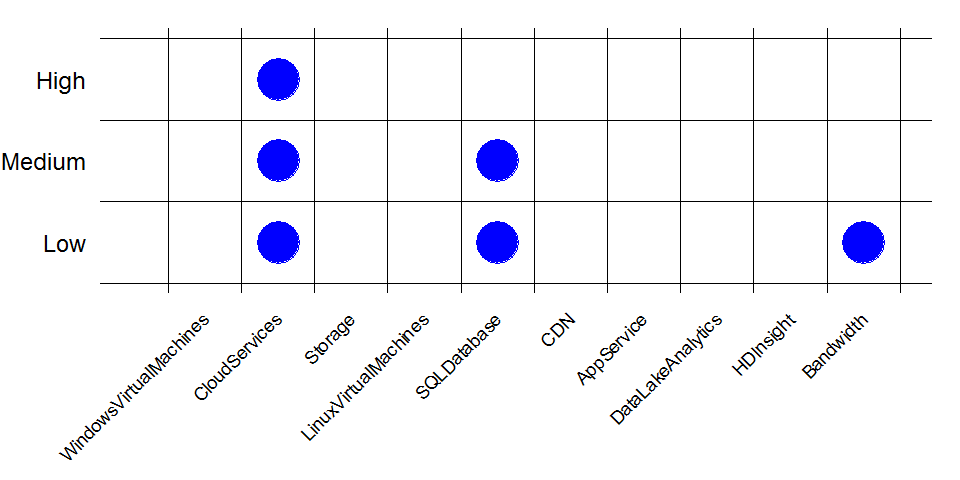 High
Medium
Low
WindowsVirtualMachines
CloudServices
Storage
LinuxVirtualMachines
SQLDatabase
CDN
AppService
DataLakeAnalytics
HDInsight
Bandwidth